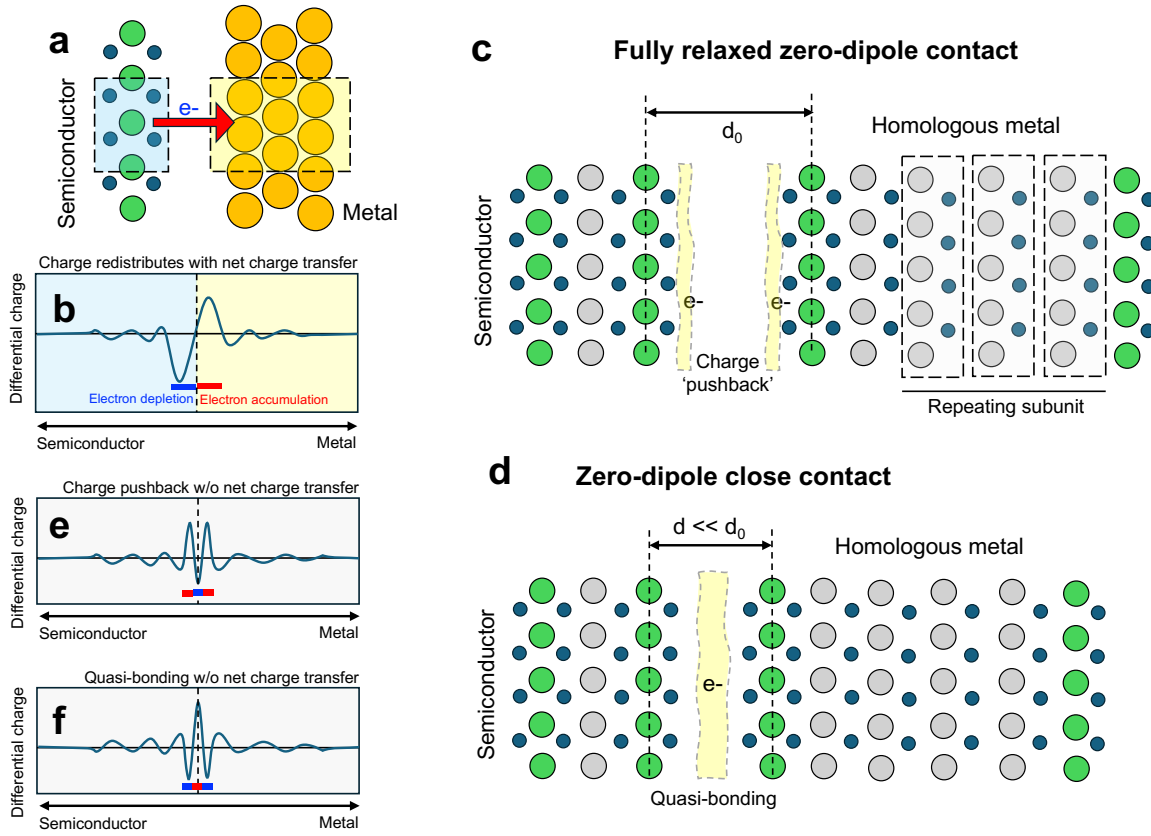 a
Semiconductor
e-
Metal
Charge redistributes with net charge transfer
b
Differential charge
Electron depletion
Electron accumulation
Semiconductor
Metal
Charge pushback w/o net charge transfer
e
Differential charge
Semiconductor
Metal
Quasi-bonding w/o net charge transfer
f
Differential charge
Semiconductor
Metal
c
Fully relaxed zero-dipole contact
d₀
Homologous metal
Semiconductor
e-
e-
Charge
‘pushback’
Repeating subunit
d
Zero-dipole close contact
d << d₀
Homologous metal
Semiconductor
e-
Quasi-bonding